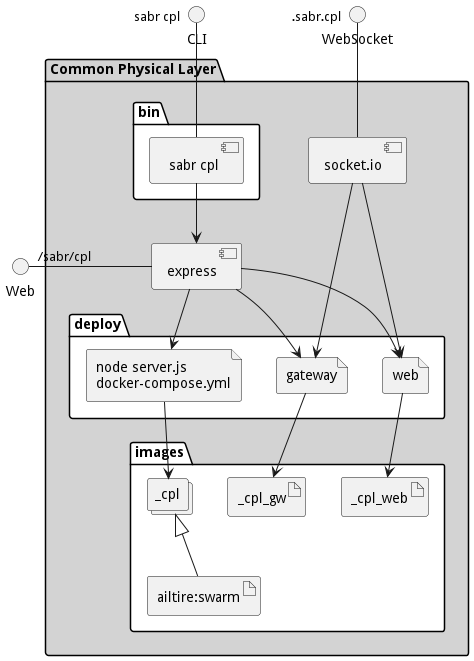 sabr cpl
.sabr.cpl
CLI
WebSocket
Common Physical Layer
bin
sabr cpl
socket.io
/sabr/cpl
express
Web
deploy
node server.js
docker-compose.yml
gateway
web
images
_cpl
_cpl_gw
_cpl_web
ailtire:swarm